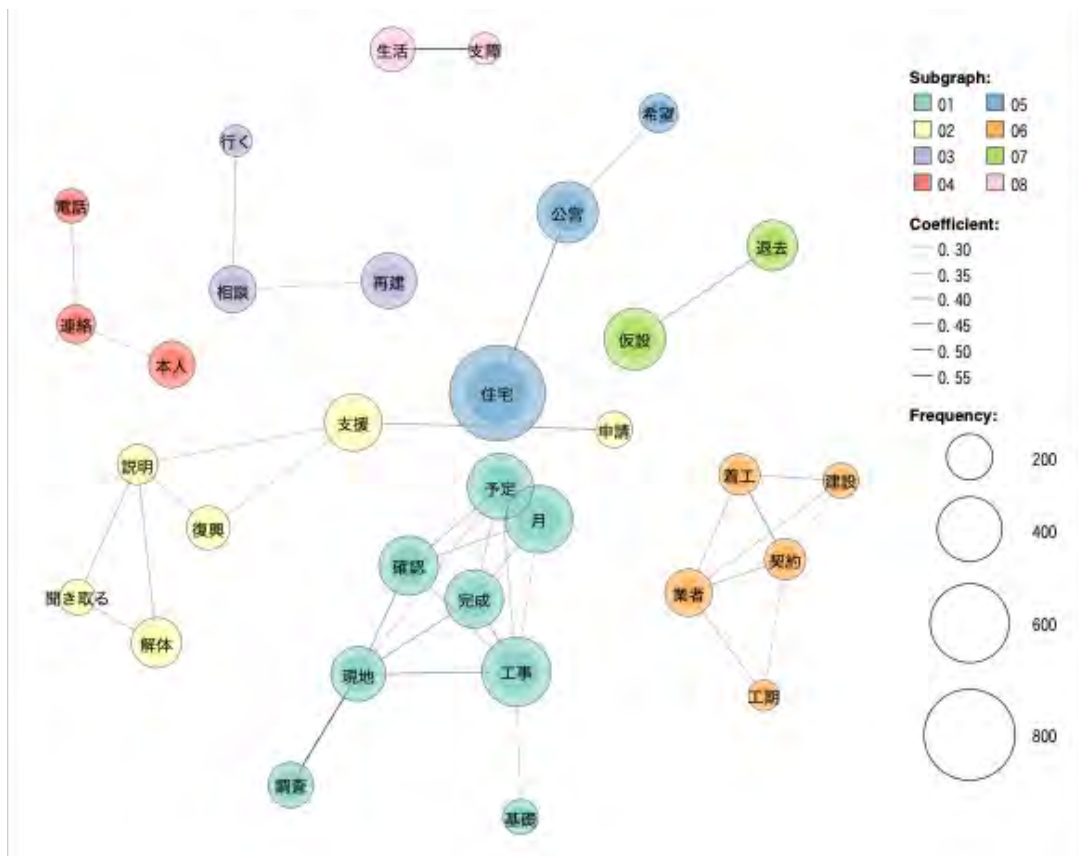 生活
支障
希望
行く
公営
電話
退去
再建
相談
連絡
仮設
本人
住宅
支援
申請
説明
着工
建設
予定
月
復興
契約
確認
業者
完成
聞き取る
解体
現地
工事
工期
調査
基礎
Subgraph:
01 05
02 06
03 07
04 08
Coefficient:
0.30
0.35
0.40
0.45
0.50
0.55
Frequency:
200
400
600
800